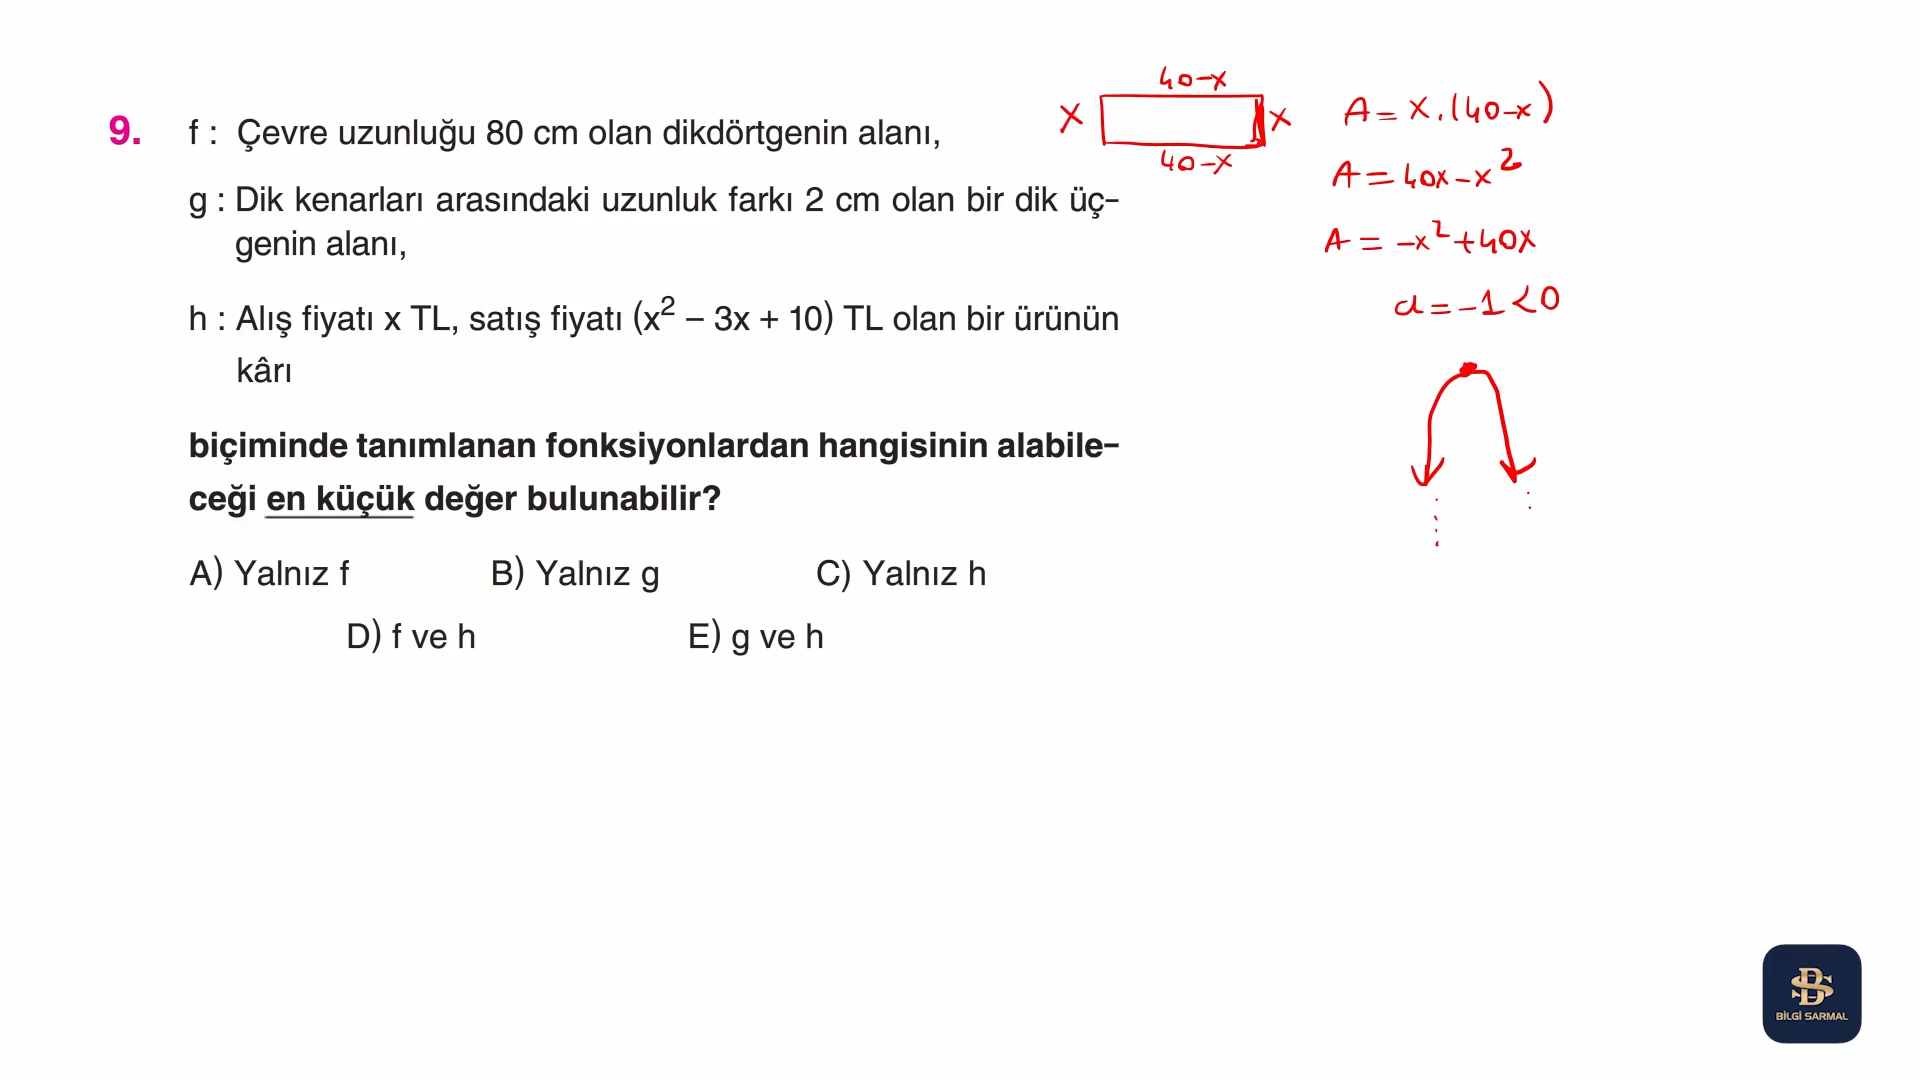 9. f : Çevre uzunluğu 80 cm olan dikdörtgenin alanı,
g : Dik kenarları arasındaki uzunluk farkı 2 cm olan bir dik üç-
genin alanı,
h : Alış fiyatı x TL, satış fiyatı (x² – 3x + 10) TL olan bir ürünün
kârı
biçiminde tanımlanan fonksiyonlardan hangisinin alabile-
ceği en küçük değer bulunabilir?
A) Yalnız f B) Yalnız g C) Yalnız h
D) f ve h E) g ve h
40-x
x x
40-x
A = x.(40-x)
A = 40x-x²
A = -x²+40x
a = -1 < 0
BS
BİLGİ SARMAL